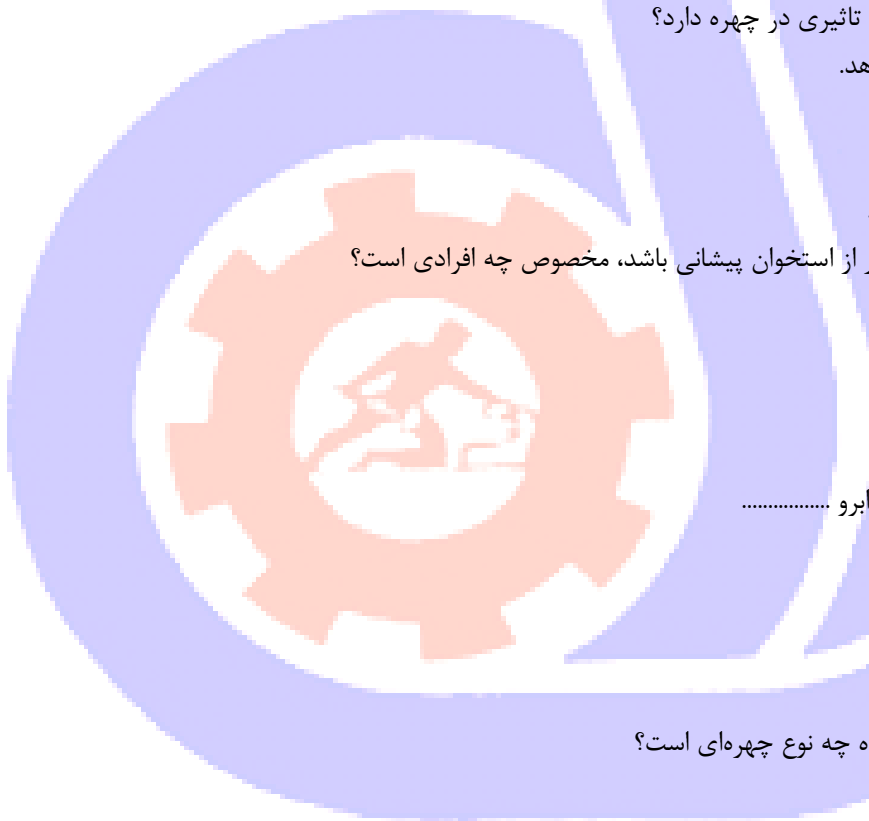 تاثیری در چهره دارد؟
هد.
ر از استخوان پیشانی باشد، مخصوص چه افرادی است؟
ابرو .................
ه چه نوع چهره‌ای است؟